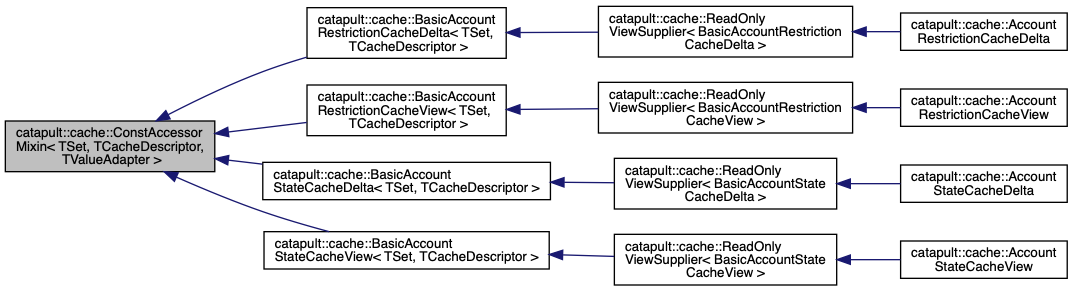 catapult::cache::ConstAccessor
Mixin< TSet, TCacheDescriptor,
TValueAdapter >
catapult::cache::BasicAccount
RestrictionCacheDelta< TSet,
TCacheDescriptor >
catapult::cache::ReadOnly
ViewSupplier< BasicAccountRestriction
CacheDelta >
catapult::cache::Account
RestrictionCacheDelta
catapult::cache::BasicAccount
RestrictionCacheView< TSet,
TCacheDescriptor >
catapult::cache::ReadOnly
ViewSupplier< BasicAccountRestriction
CacheView >
catapult::cache::Account
RestrictionCacheView
catapult::cache::BasicAccount
StateCacheDelta< TSet, TCacheDescriptor >
catapult::cache::ReadOnly
ViewSupplier< BasicAccountState
CacheDelta >
catapult::cache::Account
StateCacheDelta
catapult::cache::BasicAccount
StateCacheView< TSet, TCacheDescriptor >
catapult::cache::ReadOnly
ViewSupplier< BasicAccountState
CacheView >
catapult::cache::Account
StateCacheView